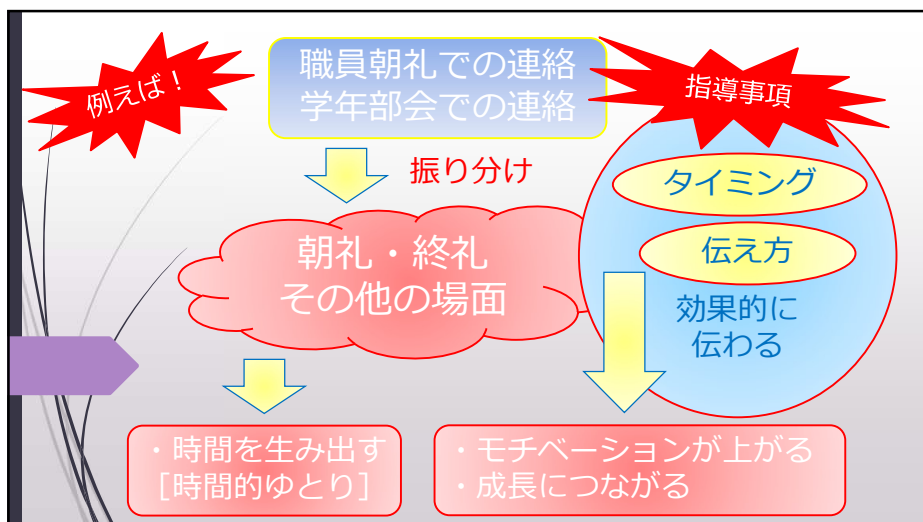 例えば!
職員朝礼での連絡
学年部会での連絡
指導事項
振り分け
タイミング
伝え方
効果的に
伝わる
朝礼・終礼
その他の場面
・時間を生み出す
[時間的ゆとり]
・モチベーションが上がる
・成長につながる